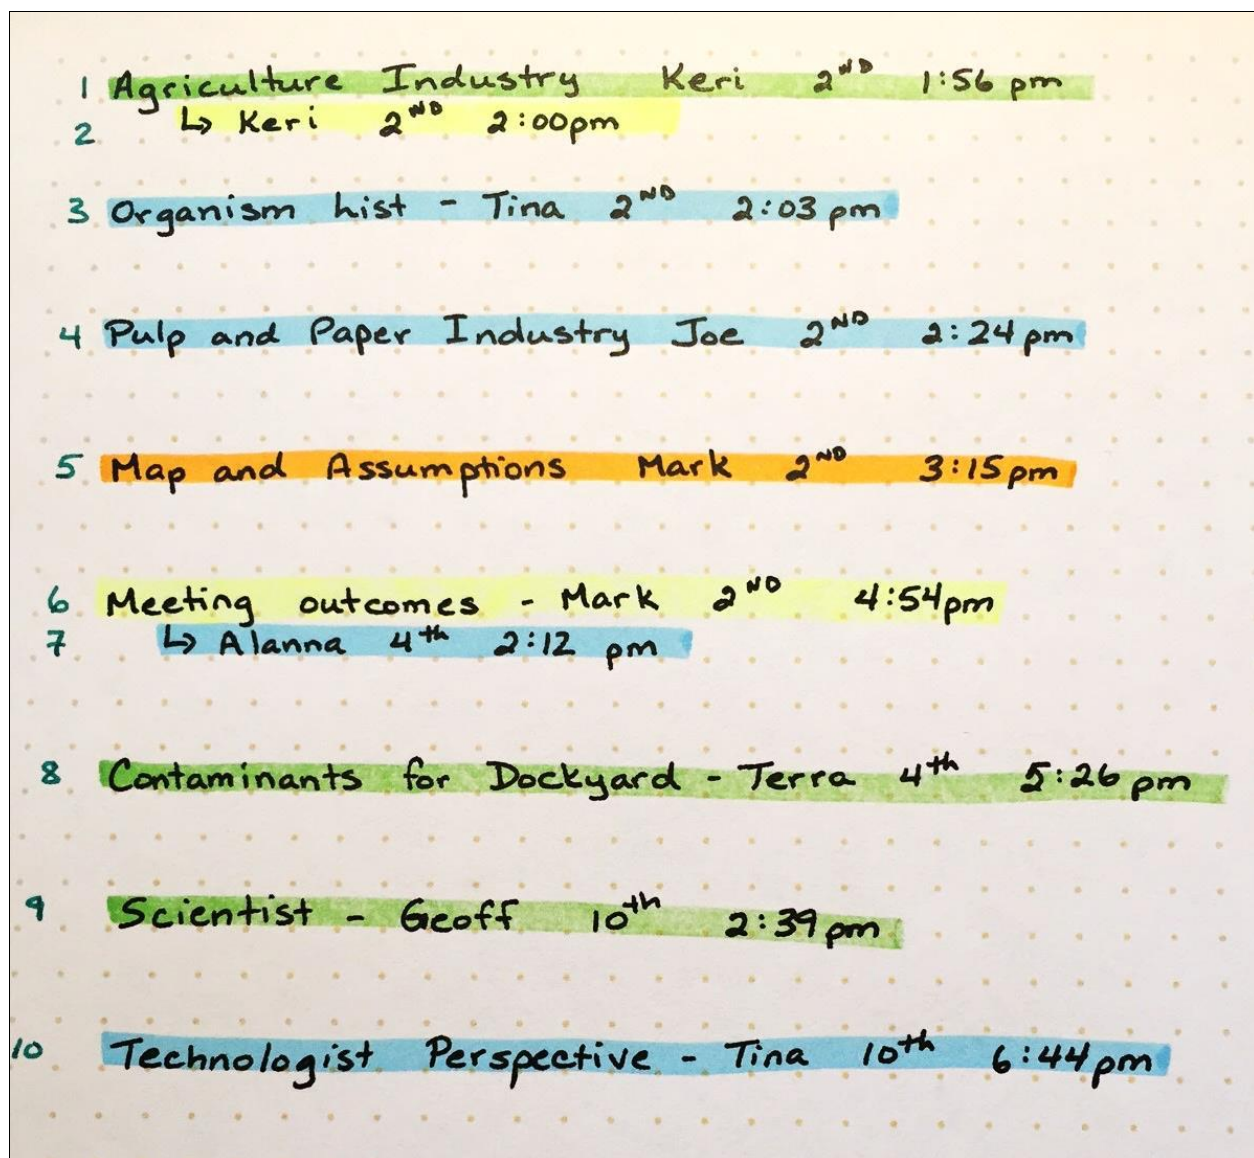 1 Agriculture Industry Keri 2ND 1:56 pm
2 ↳ Keri 2ND 2:00pm
3 Organism hist - Tina 2ND 2:03 pm
4 Pulp and Paper Industry Joe 2ND 2:24 pm
5 Map and Assumptions Mark 2ND 3:15 pm
6 Meeting outcomes - Mark 2ND 4:54pm
7 ↳ Alanna 4th 2:12 pm
8 Contaminants for Dockyard - Terra 4th 5:26 pm
9 Scientist - Geoff 10th 2:39 pm
10 Technologist Perspective - Tina 10th 6:44pm